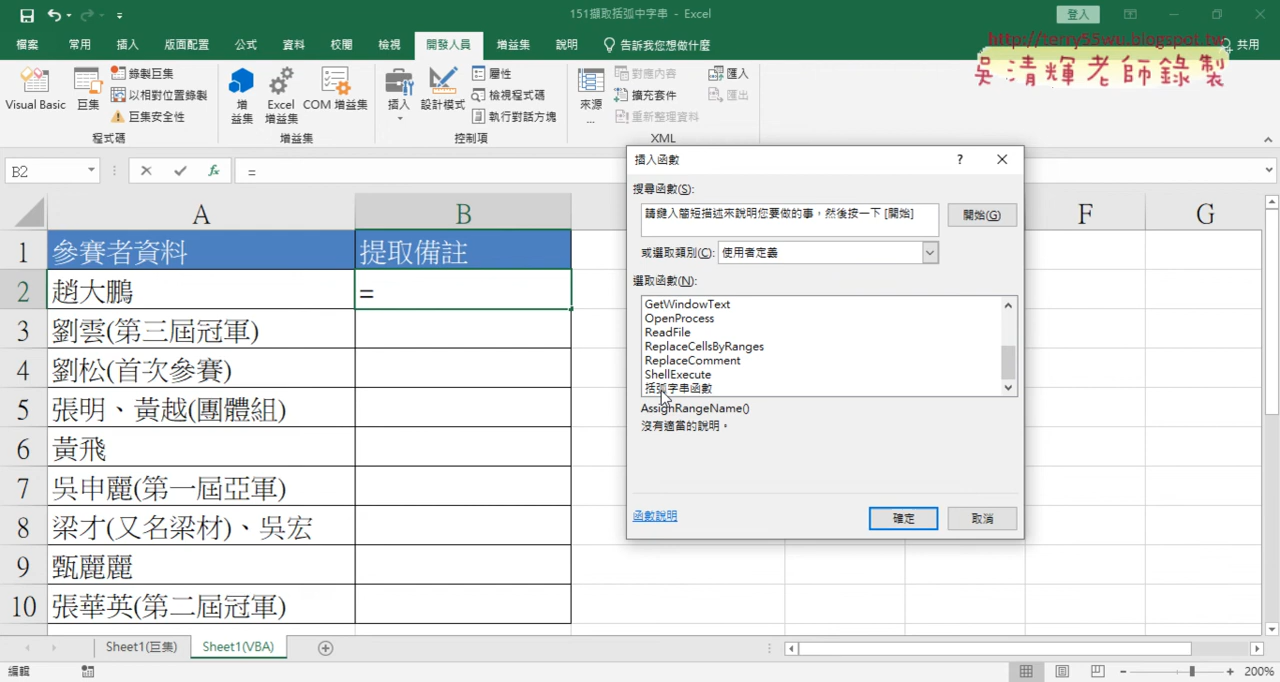 151擷取括弧中字串 - Excel
登入
檔案 常用 插入 版面配置 公式 資料 校閱 檢視 開發人員 增益集 說明 告訴我您想做什麼 共用
http://terry55wu.blogspot.tw
吳清輝老師錄製
Visual Basic 巨集 錄製巨集 以相對位置錄製 巨集安全性
程式碼
增益集 Excel 增益集 COM 增益集
增益集
插入 設計模式 屬性 檢視程式碼 執行對話方塊
控制項
來源... 對應內容 擴充套件 重新整理資料 匯入 匯出
XML
B2 fx =
A B F G
1 參賽者資料 提取備註
2 趙大鵬 =
3 劉雲(第三屆冠軍)
4 劉松(首次參賽)
5 張明、黃越(團體組)
6 黃飛
7 吳申麗(第一屆亞軍)
8 梁才(又名梁材)、吳宏
9 甄麗麗
10 張華英(第二屆冠軍)
插入函數 ?
搜尋函數(S):
請鍵入簡短描述來說明您要做的事，然後按一下 [開始]
開始(G)
或選取類別(C): 使用者定義
選取函數(N):
GetWindowText
OpenProcess
ReadFile
ReplaceCellsByRanges
ReplaceComment
ShellExecute
括弧字串函數
AssignRangeName()
沒有適當的說明。
函數說明 確定 取消
Sheet1(巨集) Sheet1(VBA)
編輯 200%